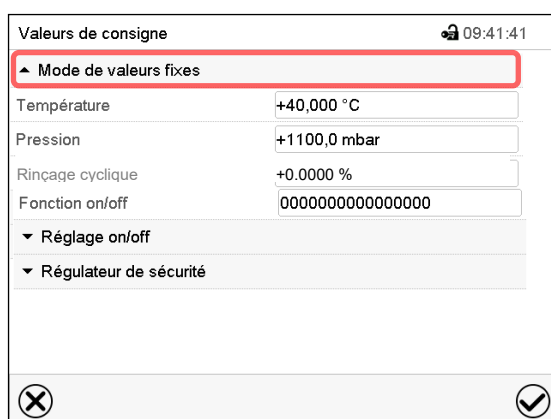 Valeurs de consigne 09:41:41
Mode de valeurs fixes
Température +40,000 °C
Pression +1100,0 mbar
Rinçage cyclique +0.0000 %
Fonction on/off 0000000000000000
Réglage on/off
Régulateur de sécurité